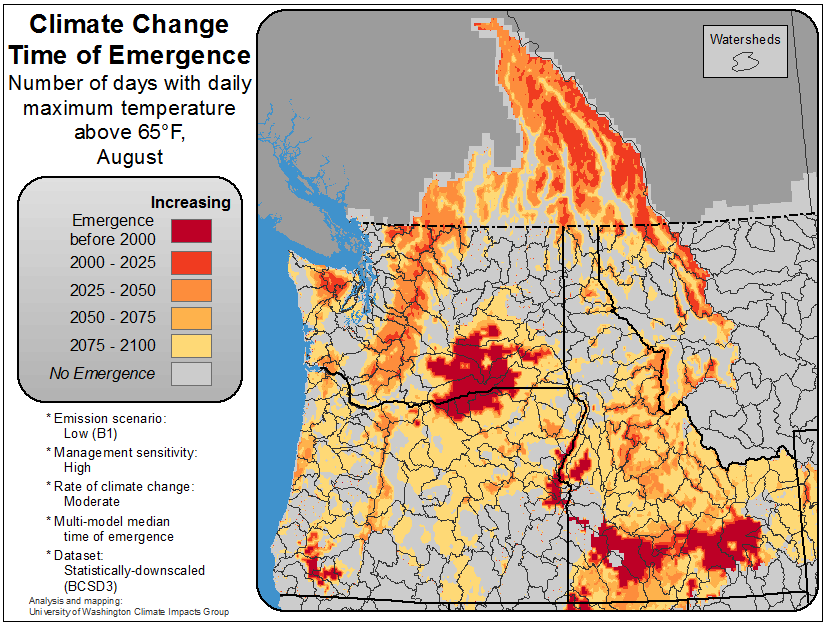 Climate Change
Time of Emergence
Number of days with daily
maximum temperature
above 65°F,
August
Increasing
Emergence
before 2000
2000 - 2025
2025 - 2050
2050 - 2075
2075 - 2100
No Emergence
* Emission scenario:
Low (B1)
* Management sensitivity:
High
* Rate of climate change:
Moderate
* Multi-model median
time of emergence
* Dataset:
Statistically-downscaled
(BCSD3)
Analysis and mapping:
University of Washington Climate Impacts Group
Watersheds